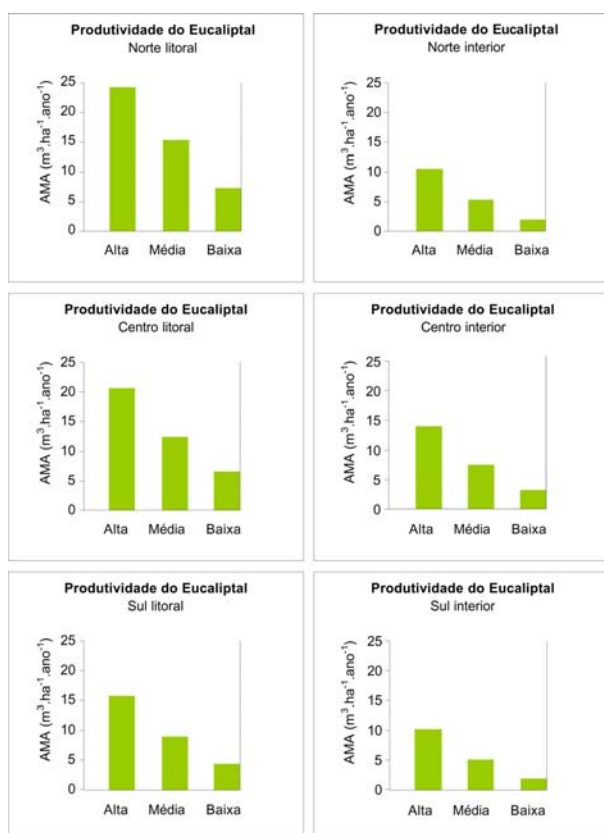 Produtividade do Eucaliptal
Norte litoral
AMA (m³.ha⁻¹.ano⁻¹)
25
20
15
10
5
0
Alta Média Baixa
Produtividade do Eucaliptal
Norte interior
AMA (m³.ha⁻¹.ano⁻¹)
25
20
15
10
5
0
Alta Média Baixa
Produtividade do Eucaliptal
Centro litoral
AMA (m³.ha⁻¹.ano⁻¹)
25
20
15
10
5
0
Alta Média Baixa
Produtividade do Eucaliptal
Centro interior
AMA (m³.ha⁻¹.ano⁻¹)
25
20
15
10
5
0
Alta Média Baixa
Produtividade do Eucaliptal
Sul litoral
AMA (m³.ha⁻¹.ano⁻¹)
25
20
15
10
5
0
Alta Média Baixa
Produtividade do Eucaliptal
Sul interior
AMA (m³.ha⁻¹.ano⁻¹)
25
20
15
10
5
0
Alta Média Baixa